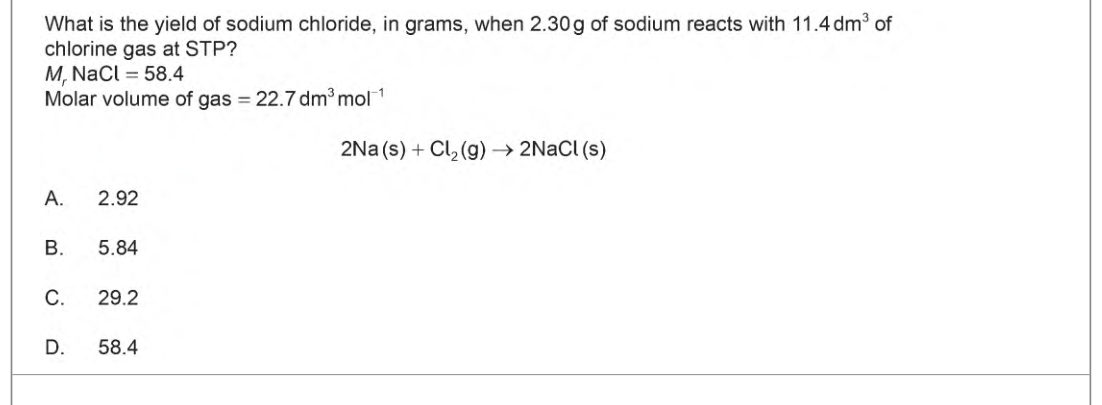 What is the yield of sodium chloride, in grams, when 2.30 g of sodium reacts with 11.4 dm³ of
chlorine gas at STP?
Mᵣ NaCl = 58.4
Molar volume of gas = 22.7 dm³ mol⁻¹
2Na (s) + Cl₂ (g) → 2NaCl (s)
A. 2.92
B. 5.84
C. 29.2
D. 58.4